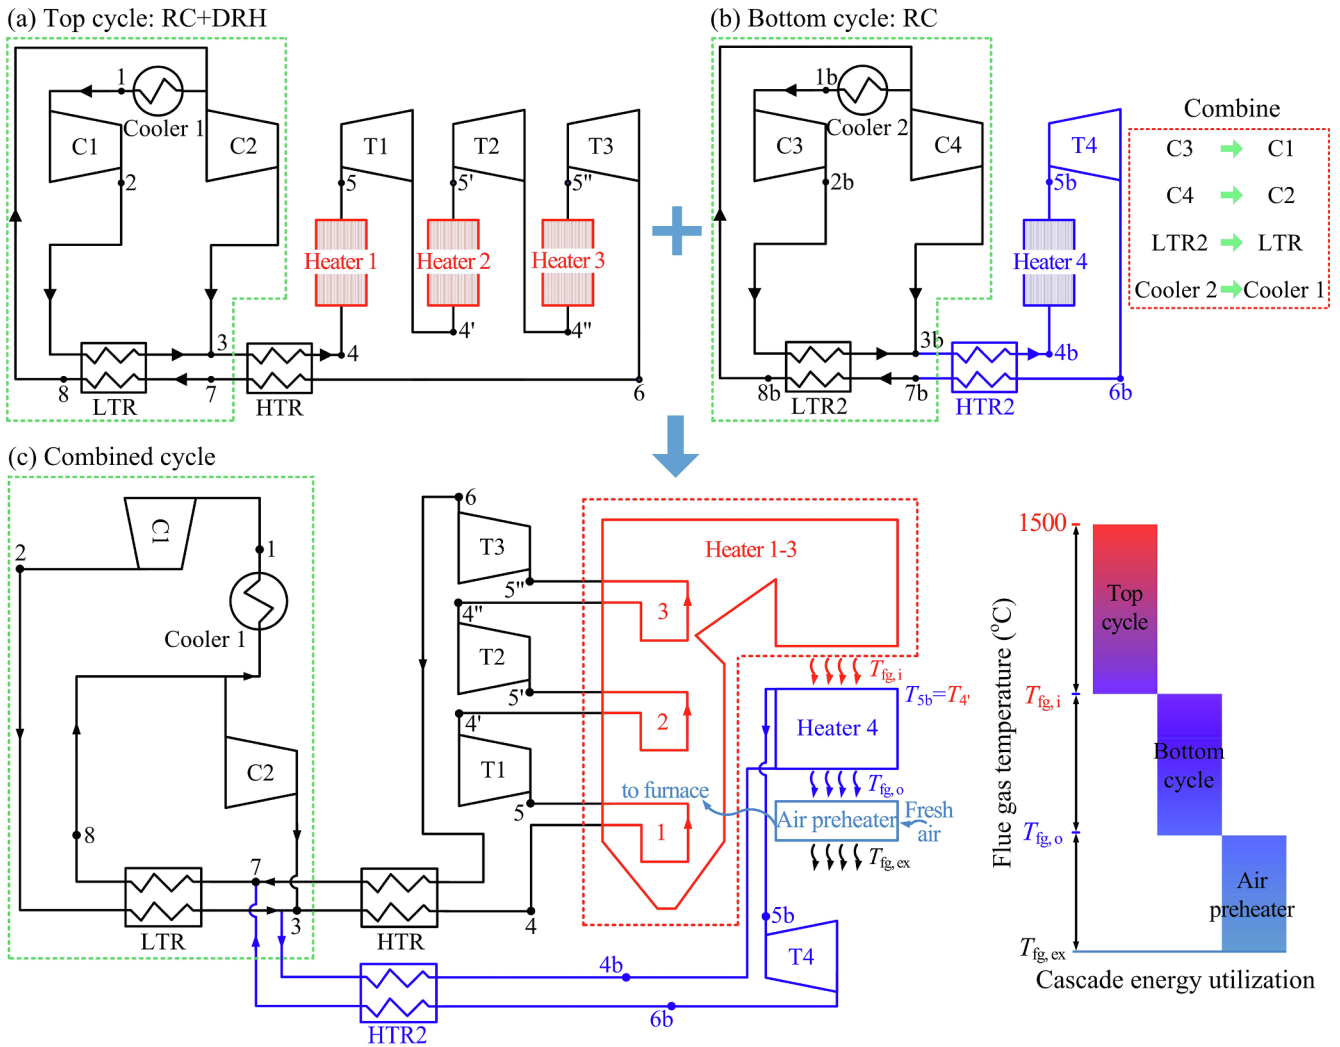 (a) Top cycle: RC+DRH
1
Cooler 1
C1
C2
2
T1
T2
T3
5
5'
5"
Heater 1
Heater 2
Heater 3
3
4
4'
4"
8
LTR
7
HTR
6
(b) Bottom cycle: RC
1b
Cooler 2
C3
C4
2b
T4
5b
Heater 4
3b
4b
8b
LTR2
7b
HTR2
6b
Combine
C3 C1
C4 C2
LTR2 LTR
Cooler 2 Cooler 1
(c) Combined cycle
C1
2
1
Cooler 1
C2
8
7
LTR
3
HTR
4
6
T3
5"
4"
T2
5'
4'
T1
5
Heater 1-3
3
2
1
to furnace
Tfg, i
T5b=T4'
Heater 4
Tfg, o
Air preheater
Fresh
air
Tfg, ex
5b
T4
4b
6b
HTR2
Flue gas temperature (°C)
1500
Tfg, i
Tfg, o
Tfg, ex
Top
cycle
Bottom
cycle
Air
preheater
Cascade energy utilization